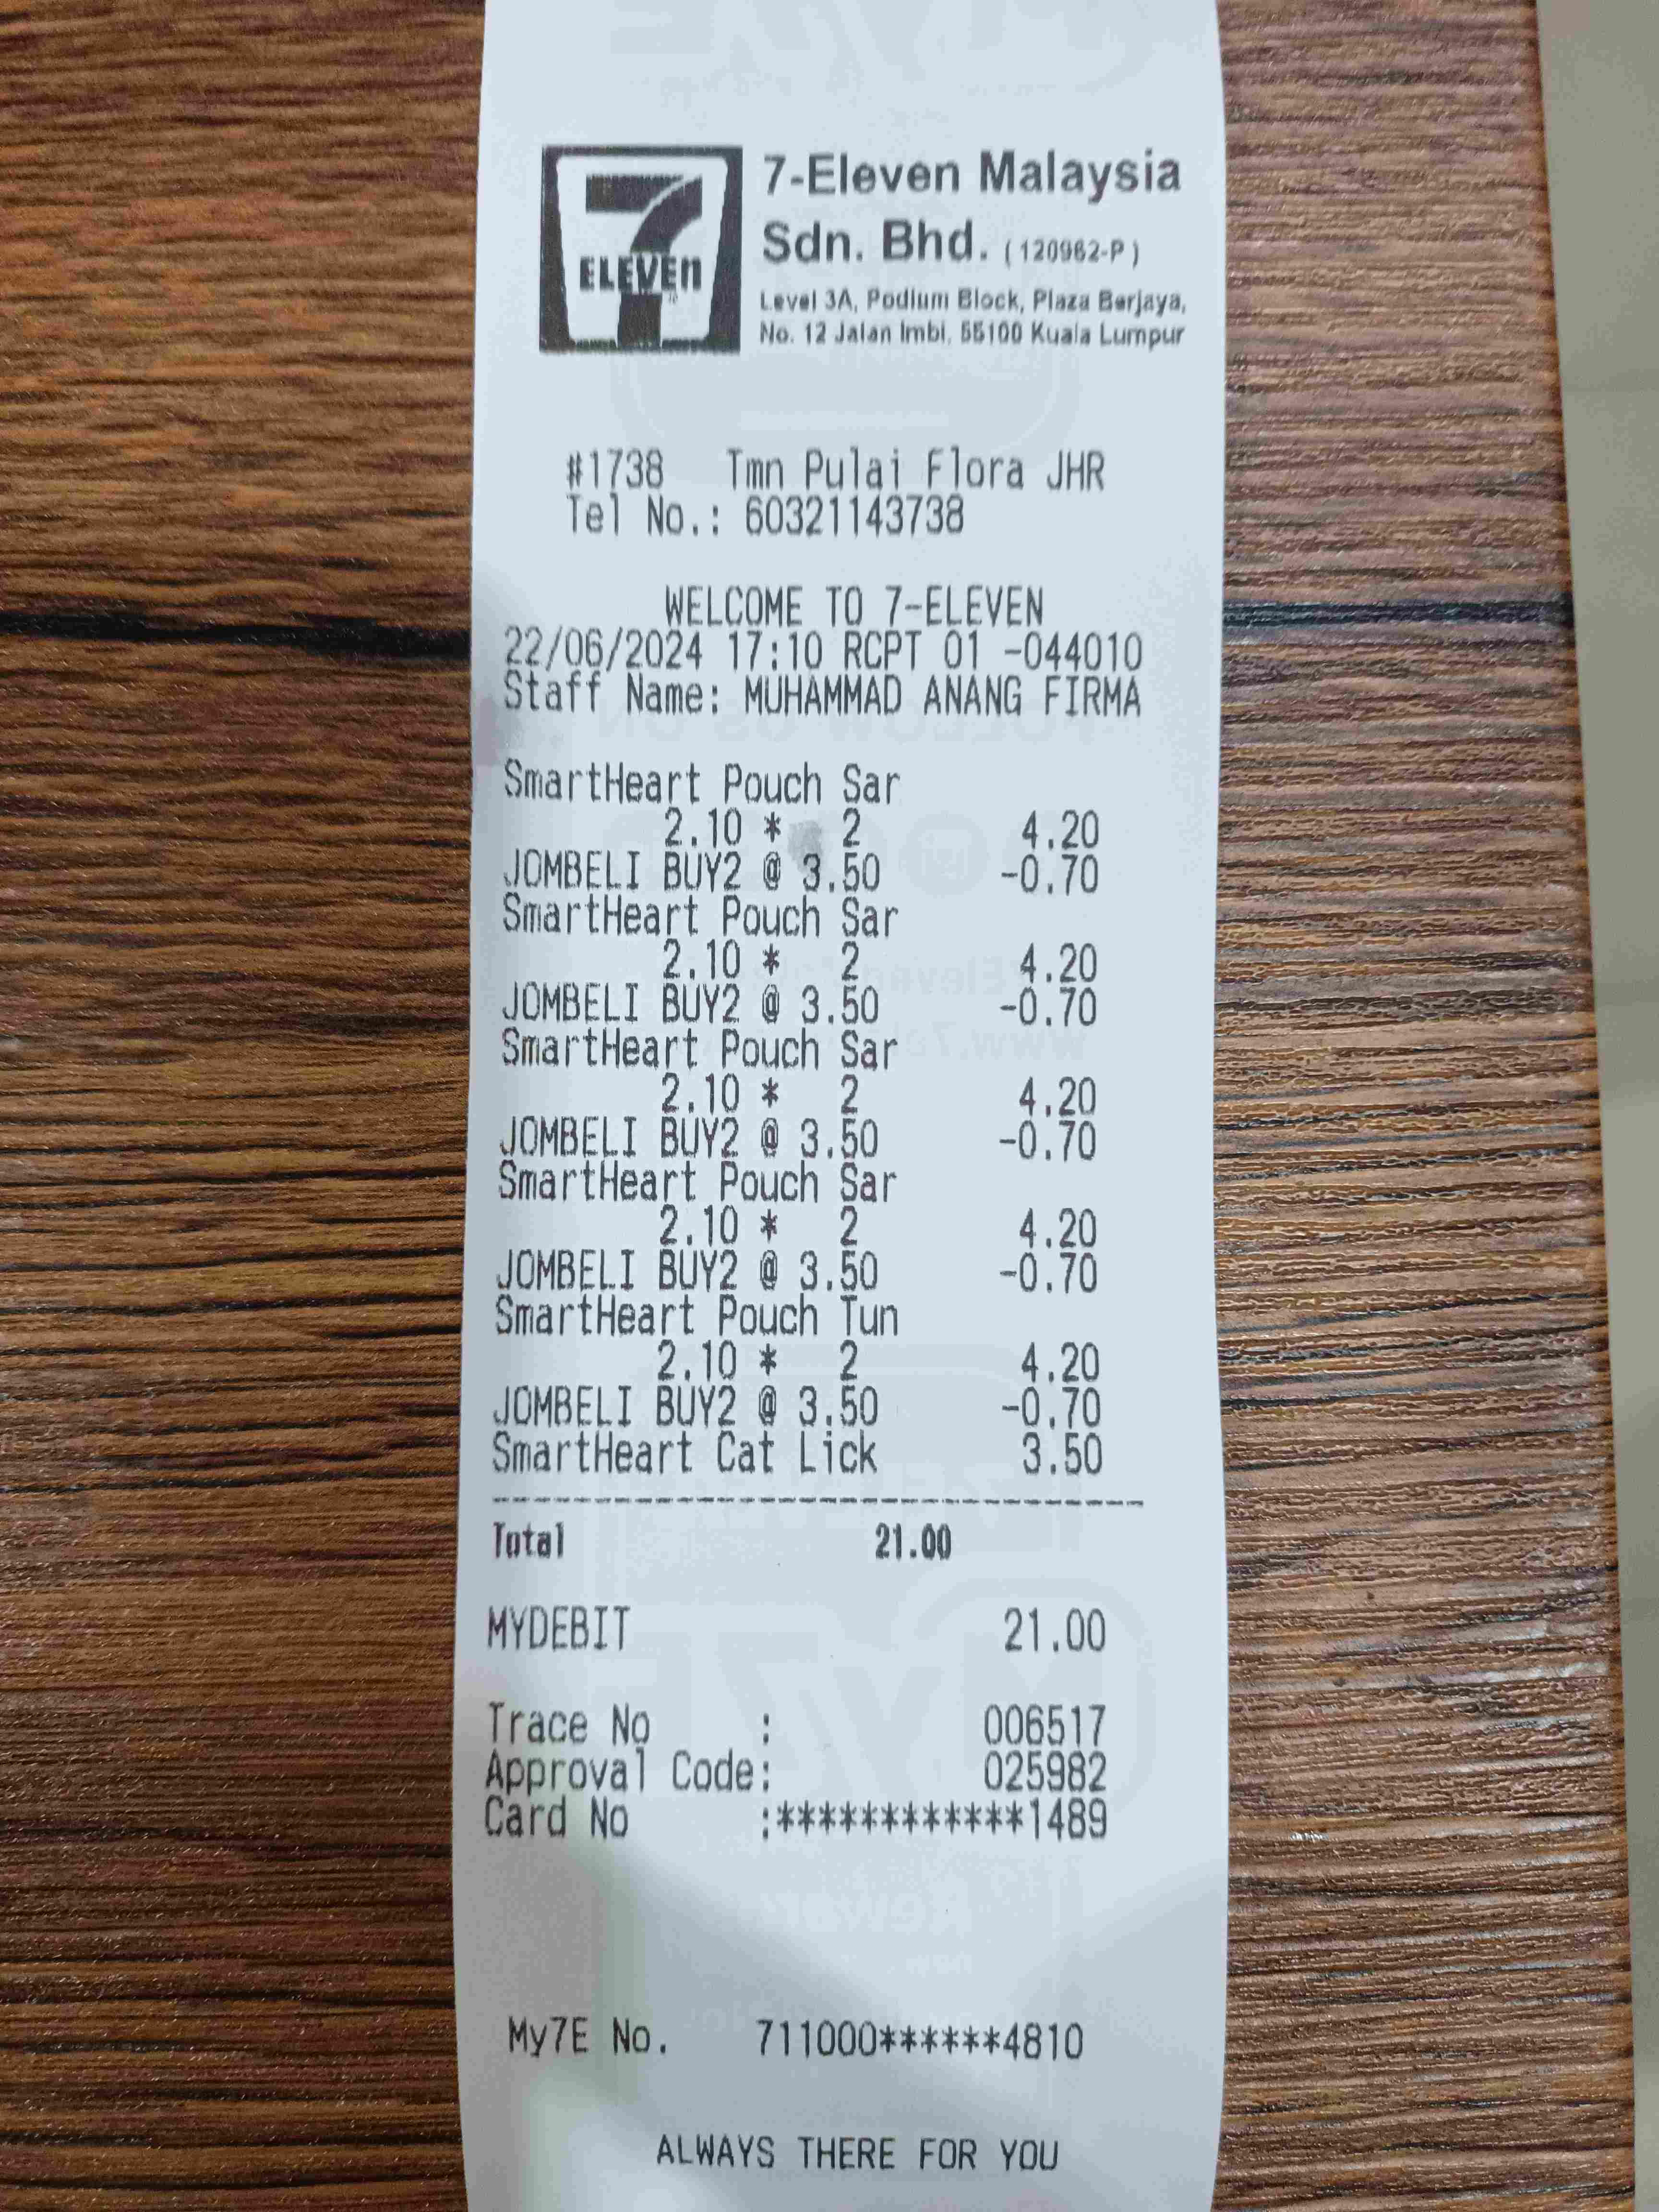 7
ELEVEn
7-Eleven Malaysia
Sdn. Bhd. (120962-P)
Level 3A, Podium Block, Plaza Berjaya,
No. 12 Jalan Imbi, 55100 Kuala Lumpur
#1738 Tmn Pulai Flora JHR
Tel No.: 60321143738
WELCOME TO 7-ELEVEN
22/06/2024 17:10 RCPT 01 -044010
Staff Name: MUHAMMAD ANANG FIRMA
SmartHeart Pouch Sar
2.10 * 2 4.20
JOMBELI BUY2 @ 3.50 -0.70
SmartHeart Pouch Sar
2.10 * 2 4.20
JOMBELI BUY2 @ 3.50 -0.70
SmartHeart Pouch Sar
2.10 * 2 4.20
JOMBELI BUY2 @ 3.50 -0.70
SmartHeart Pouch Sar
2.10 * 2 4.20
JOMBELI BUY2 @ 3.50 -0.70
SmartHeart Pouch Tun
2.10 * 2 4.20
JOMBELI BUY2 @ 3.50 -0.70
SmartHeart Cat Lick 3.50
Total 21.00
MYDEBIT 21.00
Trace No : 006517
Approval Code: 025982
Card No :************1489
My7E No. 711000******4810
ALWAYS THERE FOR YOU